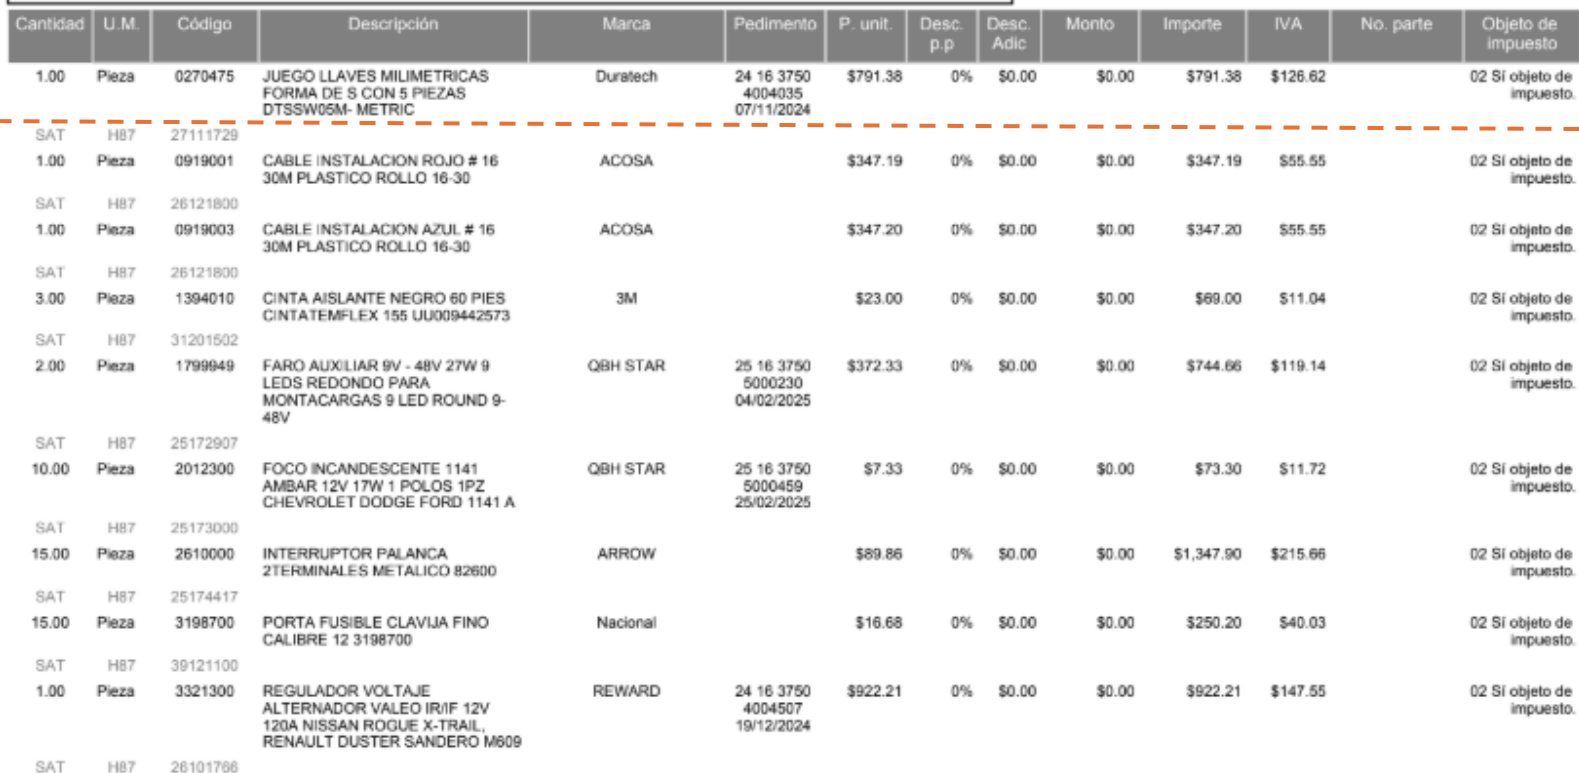 Cantidad U.M. Código Descripción Marca Pedimento P. unit. Desc. p.p Desc. Adic Monto Importe IVA No. parte Objeto de impuesto
1.00 Pieza 0270475 JUEGO LLAVES MILIMETRICAS Duratech 24 16 3750 $791.38 0% $0.00 $0.00 $791.38 $126.62 02 Sí objeto de
FORMA DE S CON 5 PIEZAS 4004035 impuesto.
DTSSW05M- METRIC 07/11/2024
SAT H87 27111729
1.00 Pieza 0919001 CABLE INSTALACION ROJO # 16 ACOSA $347.19 0% $0.00 $0.00 $347.19 $55.55 02 Sí objeto de
30M PLASTICO ROLLO 16-30 impuesto.
SAT H87 26121800
1.00 Pieza 0919003 CABLE INSTALACION AZUL # 16 ACOSA $347.20 0% $0.00 $0.00 $347.20 $55.55 02 Sí objeto de
30M PLASTICO ROLLO 16-30 impuesto.
SAT H87 26121800
3.00 Pieza 1394010 CINTA AISLANTE NEGRO 60 PIES 3M $23.00 0% $0.00 $0.00 $69.00 $11.04 02 Sí objeto de
CINTATEMFLEX 155 UU009442573 impuesto.
SAT H87 31201502
2.00 Pieza 1799949 FARO AUXILIAR 9V - 48V 27W 9 QBH STAR 25 16 3750 $372.33 0% $0.00 $0.00 $744.66 $119.14 02 Sí objeto de
LEDS REDONDO PARA 5000230 impuesto.
MONTACARGAS 9 LED ROUND 9- 04/02/2025
48V
SAT H87 25172907
10.00 Pieza 2012300 FOCO INCANDESCENTE 1141 QBH STAR 25 16 3750 $7.33 0% $0.00 $0.00 $73.30 $11.72 02 Sí objeto de
AMBAR 12V 17W 1 POLOS 1PZ 5000459 impuesto.
CHEVROLET DODGE FORD 1141 A 25/02/2025
SAT H87 25173000
15.00 Pieza 2610000 INTERRUPTOR PALANCA ARROW $89.86 0% $0.00 $0.00 $1,347.90 $215.66 02 Sí objeto de
2TERMINALES METALICO 82600 impuesto.
SAT H87 25174417
15.00 Pieza 3198700 PORTA FUSIBLE CLAVIJA FINO Nacional $16.68 0% $0.00 $0.00 $250.20 $40.03 02 Sí objeto de
CALIBRE 12 3198700 impuesto.
SAT H87 39121100
1.00 Pieza 3321300 REGULADOR VOLTAJE REWARD 24 16 3750 $922.21 0% $0.00 $0.00 $922.21 $147.55 02 Sí objeto de
ALTERNADOR VALEO IR/IF 12V 4004507 impuesto.
120A NISSAN ROGUE X-TRAIL, 19/12/2024
RENAULT DUSTER SANDERO M609
SAT H87 26101766